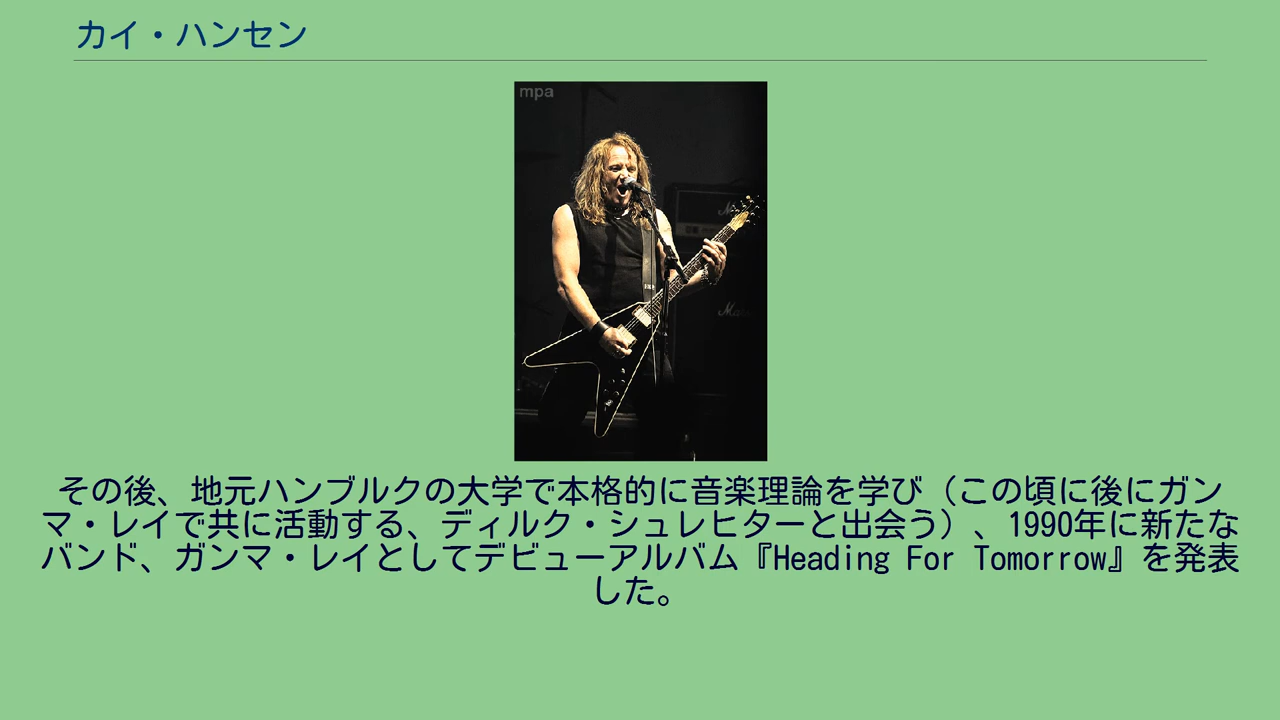 カイ・ハンセン
mpa
その後、地元ハンブルクの大学で本格的に音楽理論を学び（この頃に後にガン
マ・レイで共に活動する、ディルク・シュレヒターと出会う）、1990年に新たな
バンド、ガンマ・レイとしてデビューアルバム『Heading For Tomorrow』を発表
した。